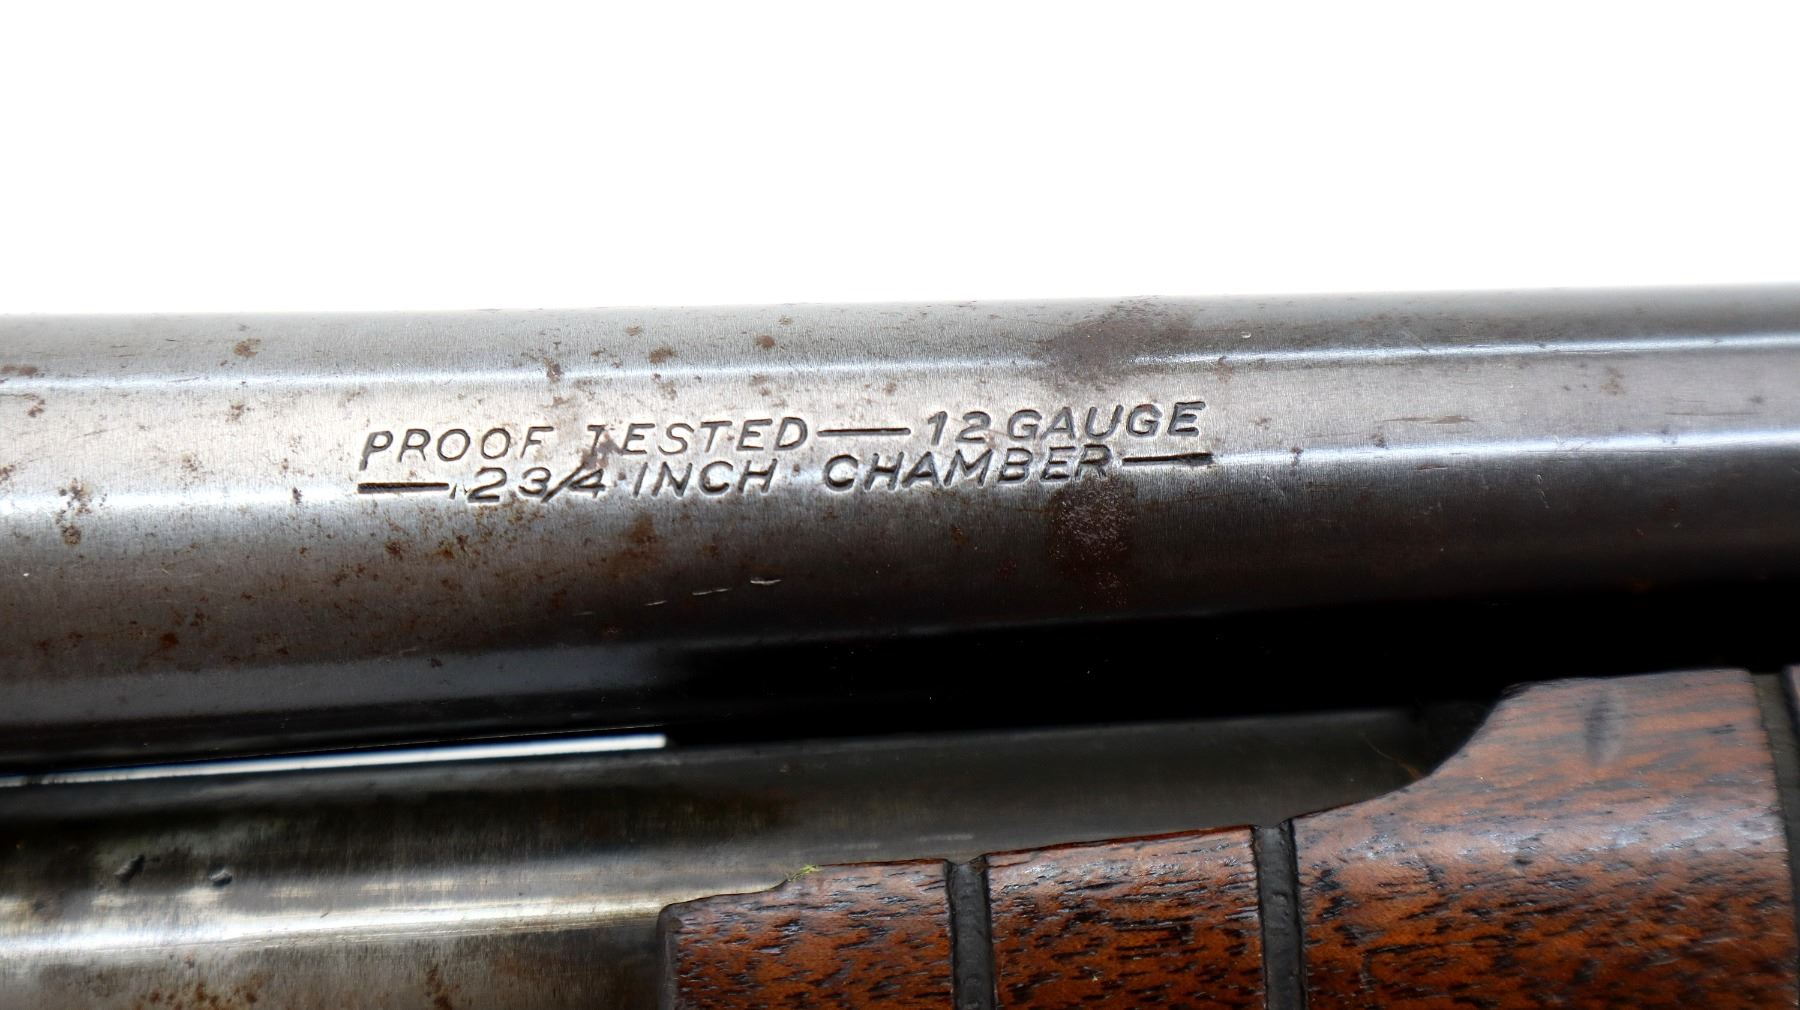 PROOF TESTED — 12 GAUGE
— 2 3/4 INCH CHAMBER —